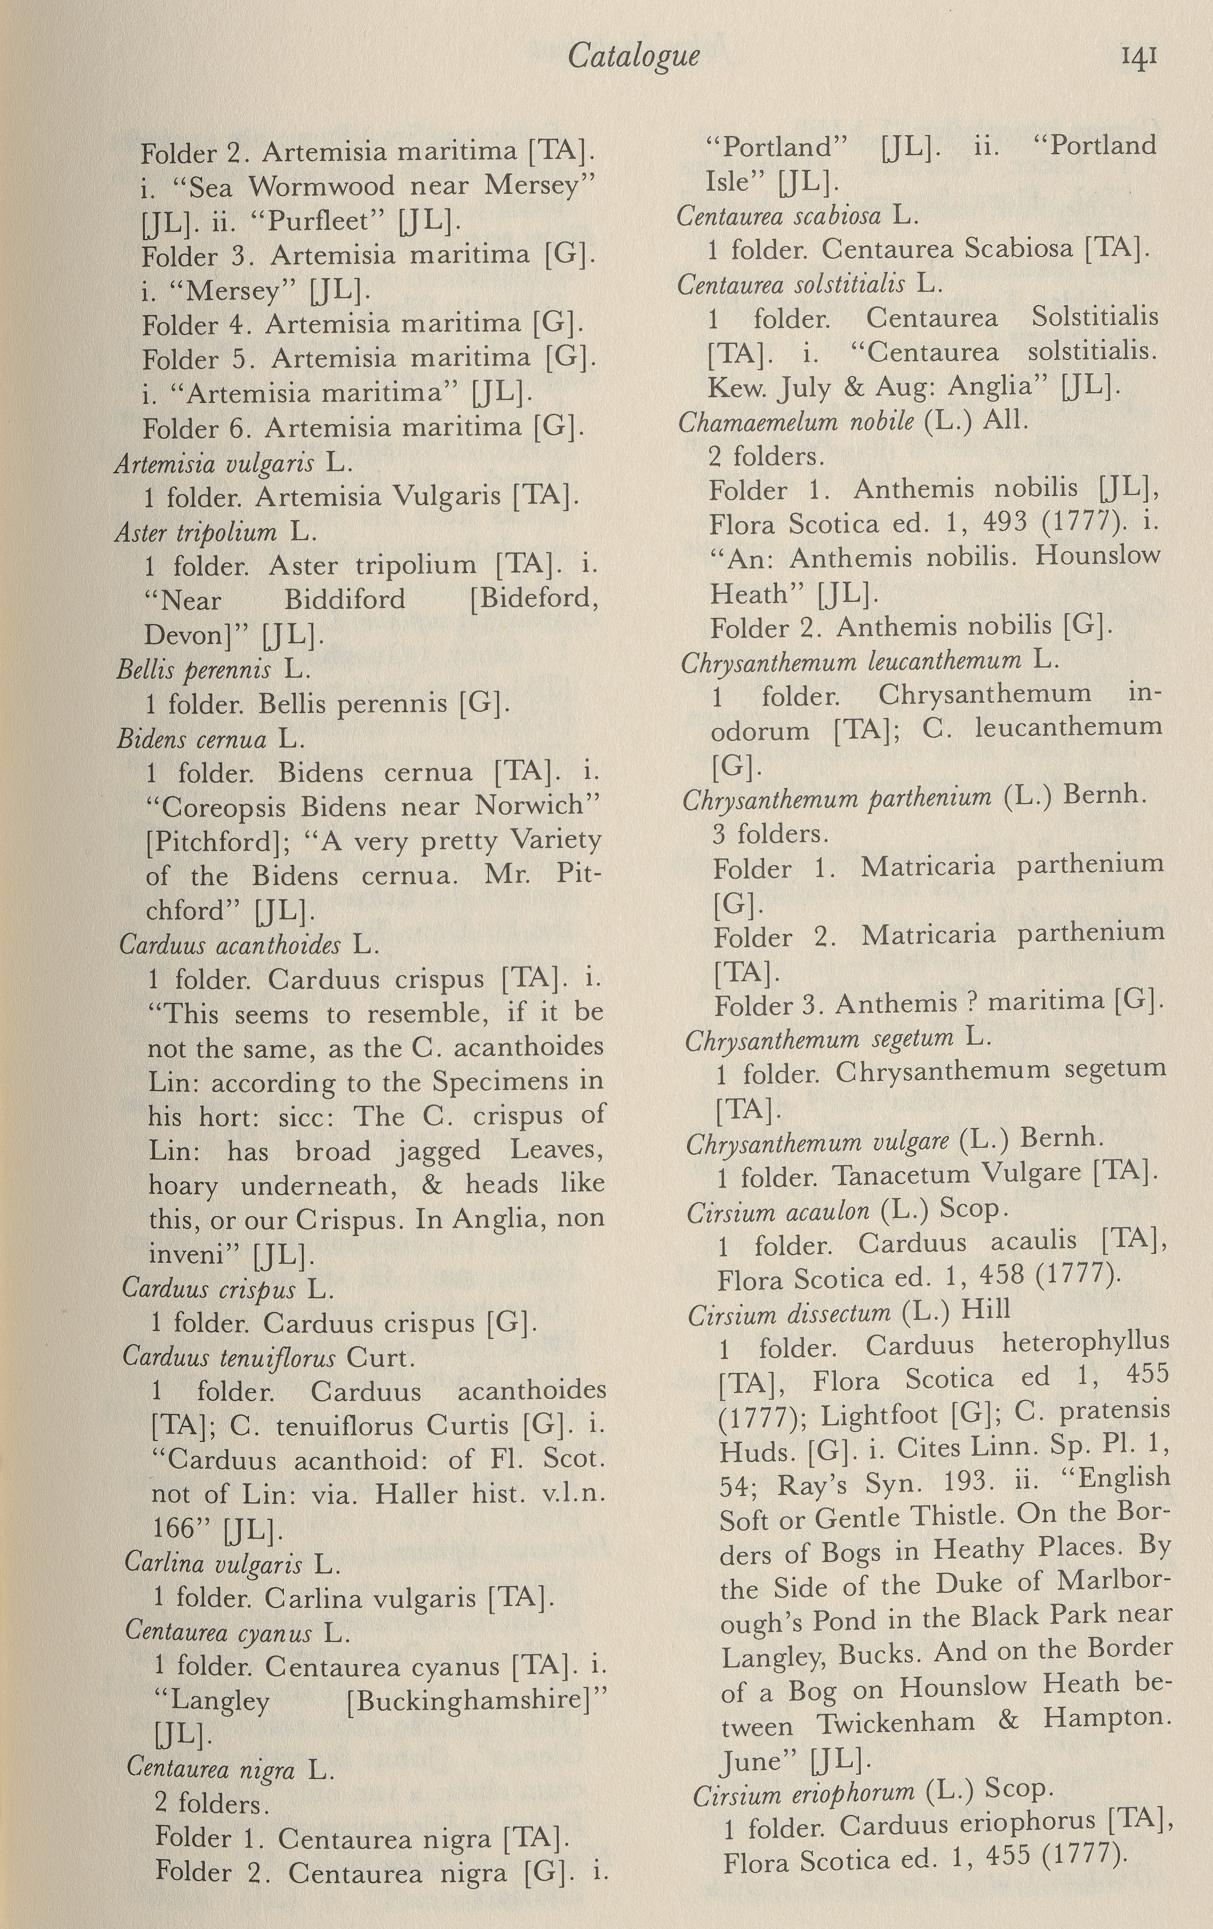 Catalogue 141
Folder 2. Artemisia maritima [TA].
i. “Sea Wormwood near Mersey”
[JL]. ii. “Purfleet” [JL].
Folder 3. Artemisia maritima [G].
i. “Mersey” [JL].
Folder 4. Artemisia maritima [G].
Folder 5. Artemisia maritima [G].
i. “Artemisia maritima” [JL].
Folder 6. Artemisia maritima [G].
Artemisia vulgaris L.
1 folder. Artemisia Vulgaris [TA].
Aster tripolium L.
1 folder. Aster tripolium [TA]. i.
“Near Biddiford [Bideford,
Devon]” [JL].
Bellis perennis L.
1 folder. Bellis perennis [G].
Bidens cernua L.
1 folder. Bidens cernua [TA]. i.
“Coreopsis Bidens near Norwich”
[Pitchford]; “A very pretty Variety
of the Bidens cernua. Mr. Pit-
chford” [JL].
Carduus acanthoides L.
1 folder. Carduus crispus [TA]. i.
“This seems to resemble, if it be
not the same, as the C. acanthoides
Lin: according to the Specimens in
his hort: sicc: The C. crispus of
Lin: has broad jagged Leaves,
hoary underneath, & heads like
this, or our Crispus. In Anglia, non
inveni” [JL].
Carduus crispus L.
1 folder. Carduus crispus [G].
Carduus tenuiflorus Curt.
1 folder. Carduus acanthoides
[TA]; C. tenuiflorus Curtis [G]. i.
“Carduus acanthoid: of Fl. Scot.
not of Lin: via. Haller hist. v.l.n.
166” [JL].
Carlina vulgaris L.
1 folder. Carlina vulgaris [TA].
Centaurea cyanus L.
1 folder. Centaurea cyanus [TA]. i.
“Langley [Buckinghamshire]”
[JL].
Centaurea nigra L.
2 folders.
Folder 1. Centaurea nigra [TA].
Folder 2. Centaurea nigra [G]. i.
“Portland” [JL]. ii. “Portland
Isle” [JL].
Centaurea scabiosa L.
1 folder. Centaurea Scabiosa [TA].
Centaurea solstitialis L.
1 folder. Centaurea Solstitialis
[TA]. i. “Centaurea solstitialis.
Kew. July & Aug: Anglia” [JL].
Chamaemelum nobile (L.) All.
2 folders.
Folder 1. Anthemis nobilis [JL],
Flora Scotica ed. 1, 493 (1777). i.
“An: Anthemis nobilis. Hounslow
Heath” [JL].
Folder 2. Anthemis nobilis [G].
Chrysanthemum leucanthemum L.
1 folder. Chrysanthemum in-
odorum [TA]; C. leucanthemum
[G].
Chrysanthemum parthenium (L.) Bernh.
3 folders.
Folder 1. Matricaria parthenium
[G].
Folder 2. Matricaria parthenium
[TA].
Folder 3. Anthemis ? maritima [G].
Chrysanthemum segetum L.
1 folder. Chrysanthemum segetum
[TA].
Chrysanthemum vulgare (L.) Bernh.
1 folder. Tanacetum Vulgare [TA].
Cirsium acaulon (L.) Scop.
1 folder. Carduus acaulis [TA],
Flora Scotica ed. 1, 458 (1777).
Cirsium dissectum (L.) Hill
1 folder. Carduus heterophyllus
[TA], Flora Scotica ed 1, 455
(1777); Lightfoot [G]; C. pratensis
Huds. [G]. i. Cites Linn. Sp. Pl. 1,
54; Ray’s Syn. 193. ii. “English
Soft or Gentle Thistle. On the Bor-
ders of Bogs in Heathy Places. By
the Side of the Duke of Marlbor-
ough’s Pond in the Black Park near
Langley, Bucks. And on the Border
of a Bog on Hounslow Heath be-
tween Twickenham & Hampton.
June” [JL].
Cirsium eriophorum (L.) Scop.
1 folder. Carduus eriophorus [TA],
Flora Scotica ed. 1, 455 (1777).